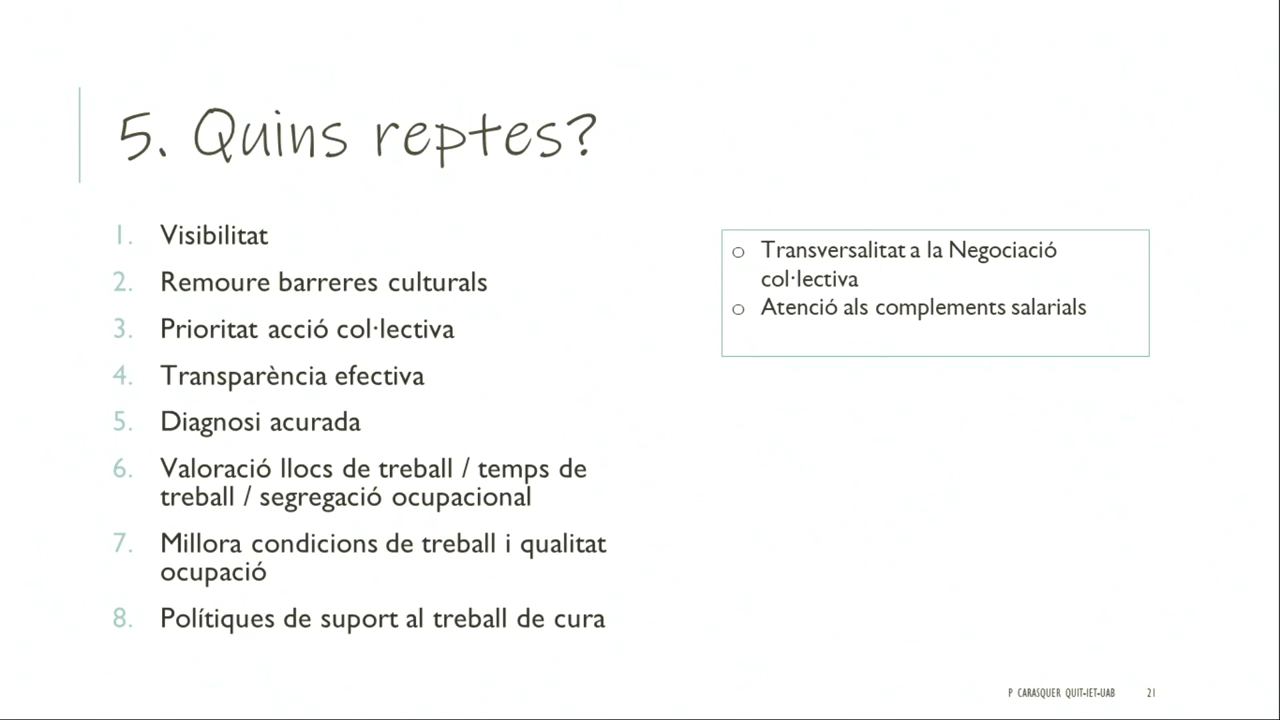 5. Quins reptes?
1. Visibilitat
2. Remoure barreres culturals
3. Prioritat acció col·lectiva
4. Transparència efectiva
5. Diagnosi acurada
6. Valoració llocs de treball / temps de
treball / segregació ocupacional
7. Millora condicions de treball i qualitat
ocupació
8. Polítiques de suport al treball de cura
o Transversalitat a la Negociació
col·lectiva
o Atenció als complements salarials
P CARASQUER QUIT-IET-UAB 21